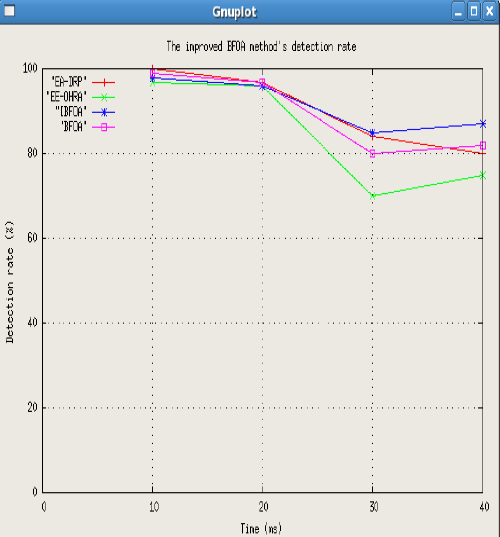 Gnuplot
The improved BFOA method's detection rate
"EA-DRP"
"EE-OHRA"
"IBFOA"
"BFOA"
100
80
60
40
20
0
Detection rate (%)
0 10 20 30 40
Time (ms)